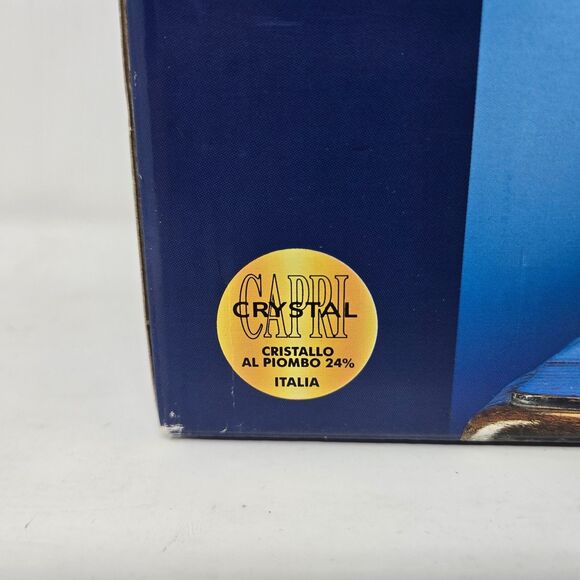 CAPRI
CRYSTAL
CRISTALLO
AL PIOMBO 24%
ITALIA